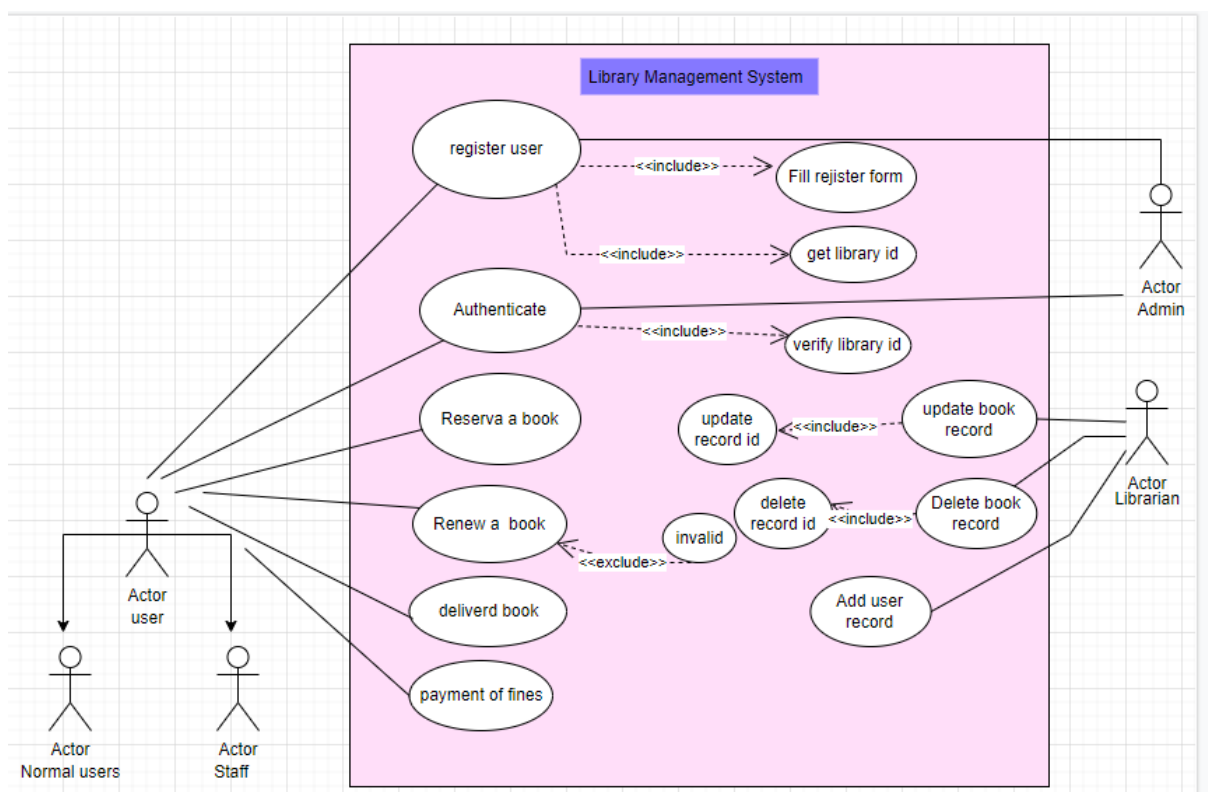 Library Management System
register user
<<include>>
Fill rejister form
<<include>>
get library id
Actor
Admin
Authenticate
<<include>>
verify library id
Reserva a book
update
record id
<<include>>
update book
record
Actor
Librarian
Renew a book
invalid
<<exclude>>
delete
record id
<<include>>
Delete book
record
deliverd book
Add user
record
payment of fines
Actor
user
Actor
Normal users
Actor
Staff